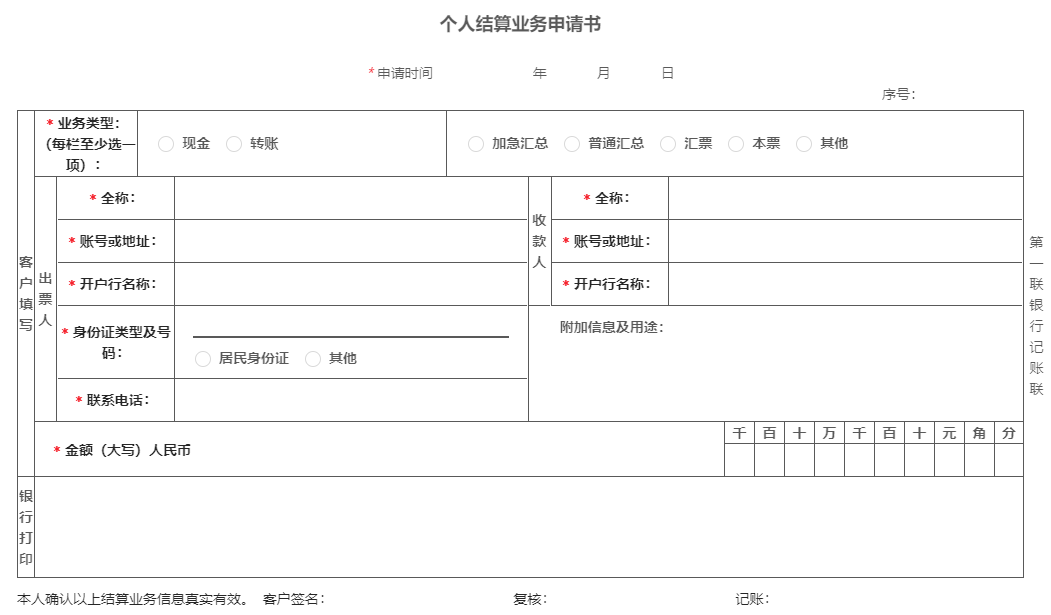 个人结算业务申请书
*申请时间 年 月 日
序号：
* 业务类型：
（每栏至少选一
项）：
现金 转账 加急汇总 普通汇总 汇票 本票 其他
客户填写
出票人
* 全称：
* 账号或地址：
* 开户行名称：
* 身份证类型及号
码：
居民身份证 其他
* 联系电话：
收款人
* 全称：
* 账号或地址：
* 开户行名称：
附加信息及用途：
* 金额（大写）人民币
千 百 十 万 千 百 十 元 角 分
银行打印
第一联银行记账联
本人确认以上结算业务信息真实有效。 客户签名： 复核： 记账：